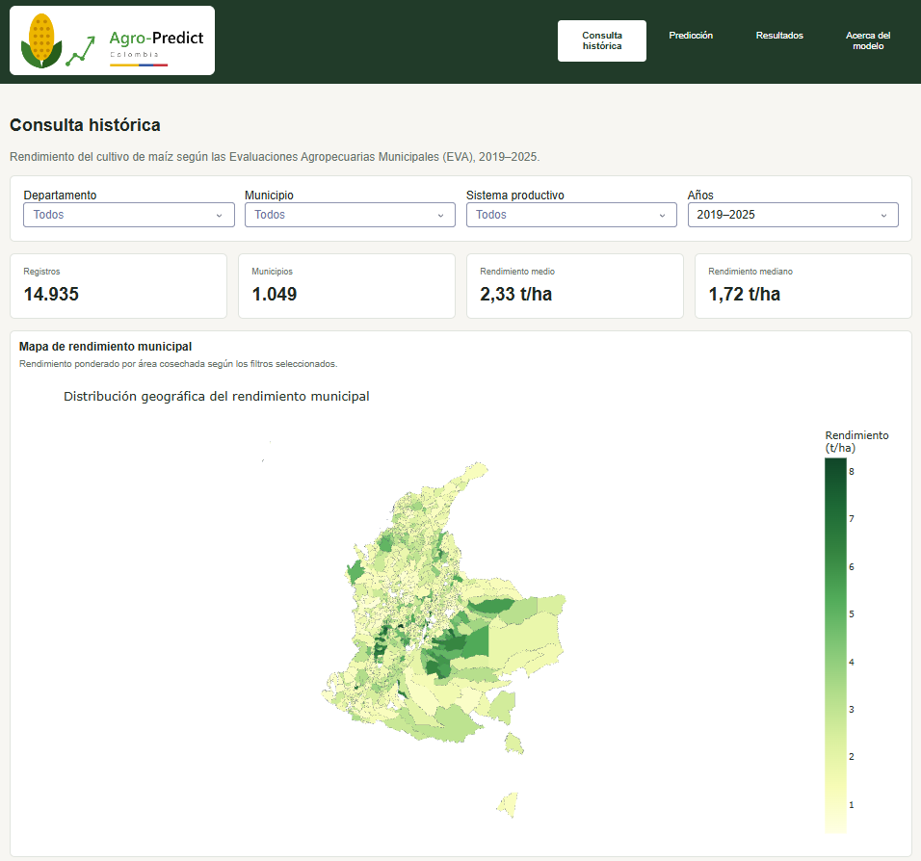 Agro-Predict
Colombia
Consulta
histórica
Predicción
Resultados
Acerca del
modelo
Consulta histórica
Rendimiento del cultivo de maíz según las Evaluaciones Agropecuarias Municipales (EVA), 2019–2025.
Departamento
Todos
Municipio
Todos
Sistema productivo
Todos
Años
2019–2025
Registros
14.935
Municipios
1.049
Rendimiento medio
2,33 t/ha
Rendimiento mediano
1,72 t/ha
Mapa de rendimiento municipal
Rendimiento ponderado por área cosechada según los filtros seleccionados.
Distribución geográfica del rendimiento municipal
Rendimiento
(t/ha)
8
7
6
5
4
3
2
1